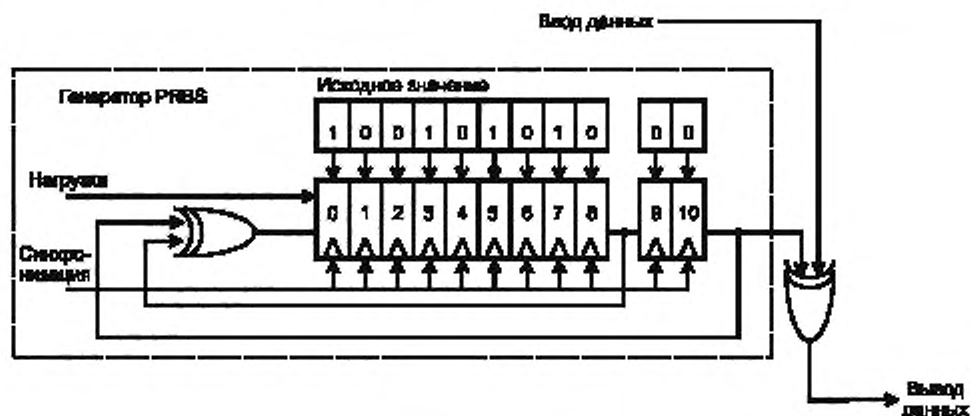 Ввод данных
Генератор PRBS
Исходное значение
1 0 0 1 0 1 0 1 0 0 0
Нагрузка
0 1 2 3 4 5 6 7 8 9 10
Синхро-
низация
Вывод
данных